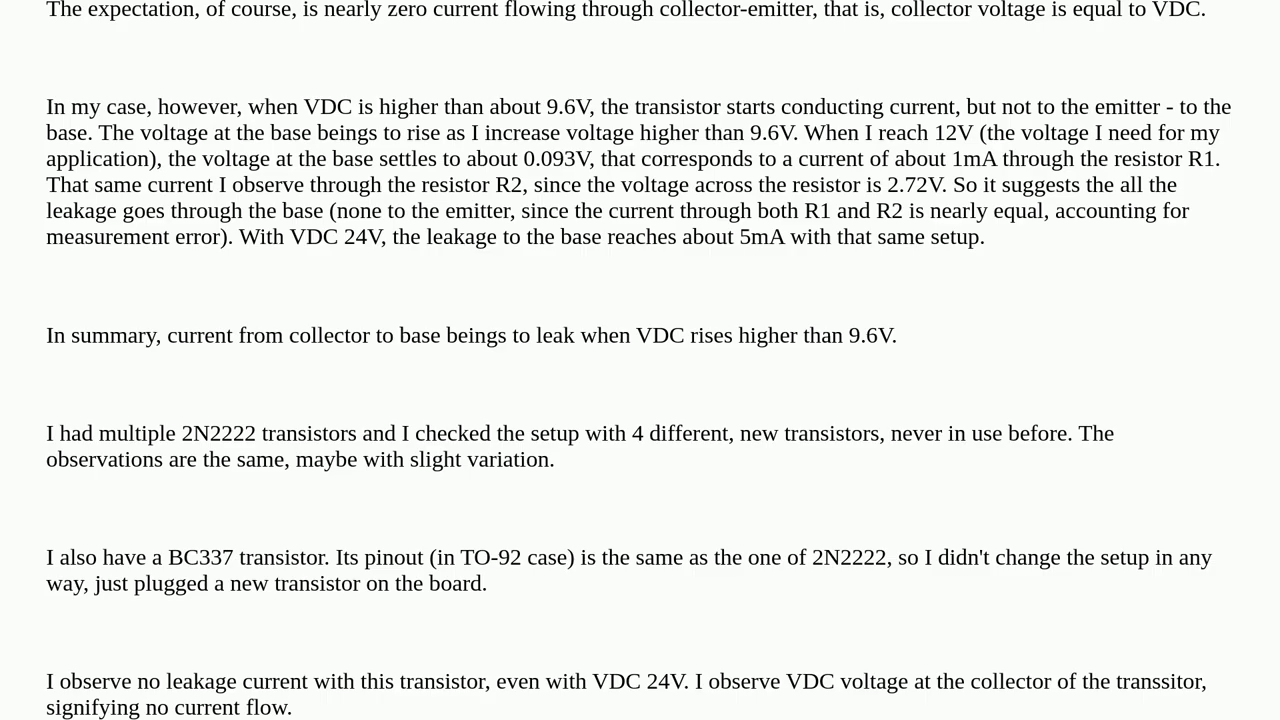 The expectation, of course, is nearly zero current flowing through collector-emitter, that is, collector voltage is equal to VDC.
In my case, however, when VDC is higher than about 9.6V, the transistor starts conducting current, but not to the emitter - to the
base. The voltage at the base beings to rise as I increase voltage higher than 9.6V. When I reach 12V (the voltage I need for my
application), the voltage at the base settles to about 0.093V, that corresponds to a current of about 1mA through the resistor R1.
That same current I observe through the resistor R2, since the voltage across the resistor is 2.72V. So it suggests the all the
leakage goes through the base (none to the emitter, since the current through both R1 and R2 is nearly equal, accounting for
measurement error). With VDC 24V, the leakage to the base reaches about 5mA with that same setup.
In summary, current from collector to base beings to leak when VDC rises higher than 9.6V.
I had multiple 2N2222 transistors and I checked the setup with 4 different, new transistors, never in use before. The
observations are the same, maybe with slight variation.
I also have a BC337 transistor. Its pinout (in TO-92 case) is the same as the one of 2N2222, so I didn't change the setup in any
way, just plugged a new transistor on the board.
I observe no leakage current with this transistor, even with VDC 24V. I observe VDC voltage at the collector of the transsitor,
signifying no current flow.